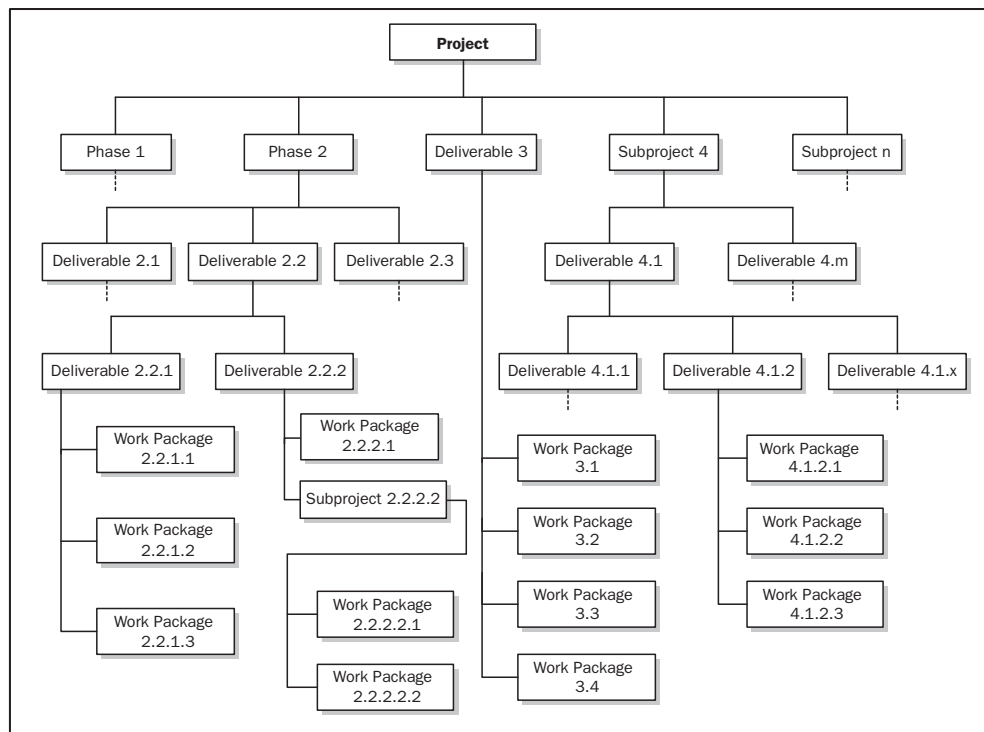 Project
Phase 1
Phase 2
Deliverable 3
Subproject 4
Subproject n
Deliverable 2.1
Deliverable 2.2
Deliverable 2.3
Deliverable 4.1
Deliverable 4.m
Deliverable 2.2.1
Deliverable 2.2.2
Deliverable 4.1.1
Deliverable 4.1.2
Deliverable 4.1.x
Work Package
2.2.1.1
Work Package
2.2.1.2
Work Package
2.2.1.3
Work Package
2.2.2.1
Subproject 2.2.2.2
Work Package
2.2.2.2.1
Work Package
2.2.2.2.2
Work Package
3.1
Work Package
3.2
Work Package
3.3
Work Package
3.4
Work Package
4.1.2.1
Work Package
4.1.2.2
Work Package
4.1.2.3